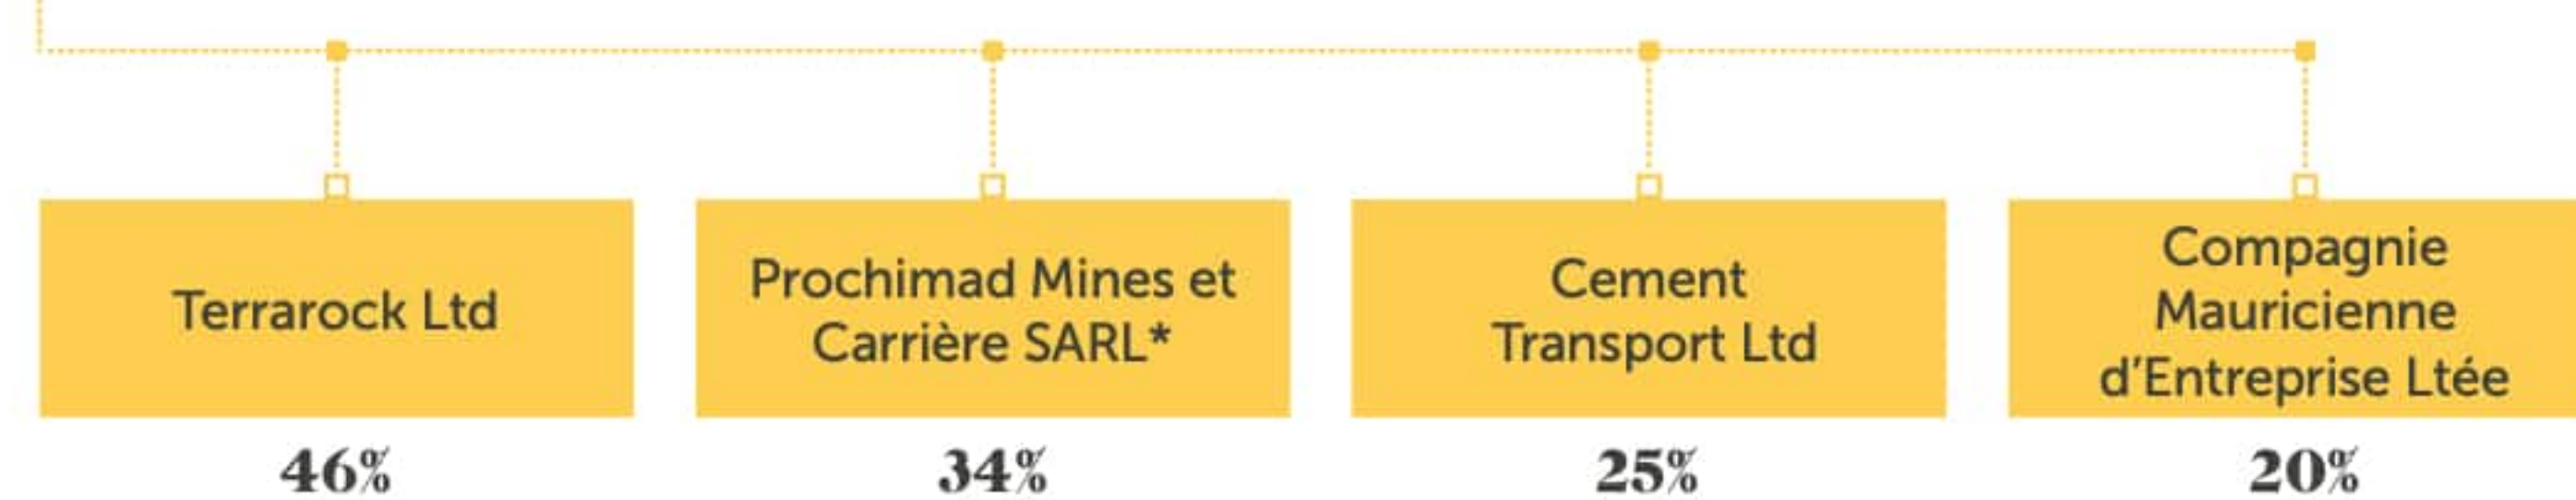 Terrarock Ltd
46%
Prochimad Mines et
Carrière SARL*
34%
Cement
Transport Ltd
25%
Compagnie
Mauricienne
d’Entreprise Ltée
20%